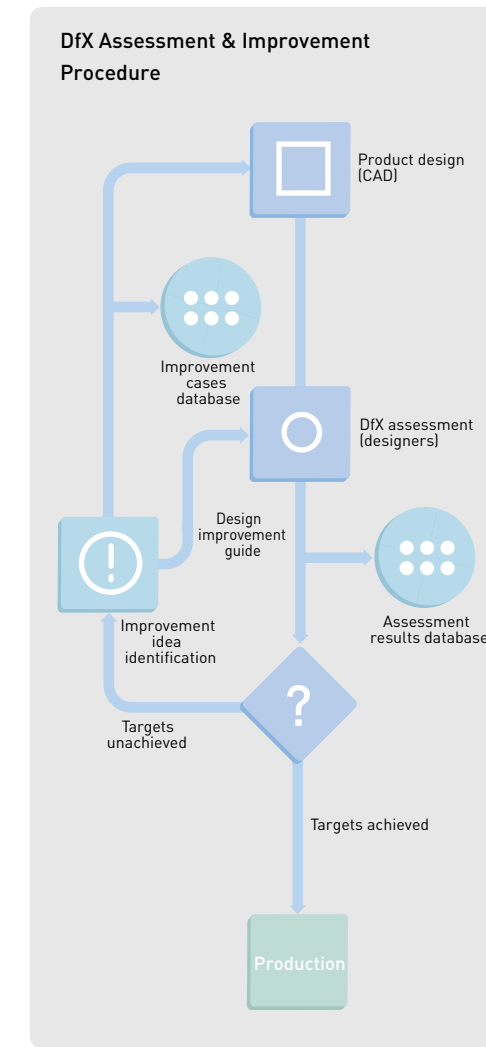 DfX Assessment & Improvement
Procedure
Product design
(CAD)
Improvement
cases
database
DfX assessment
(designers)
Design
improvement
guide
Assessment
results database
Improvement
idea
identification
?
Targets
unachieved
Targets achieved
Production